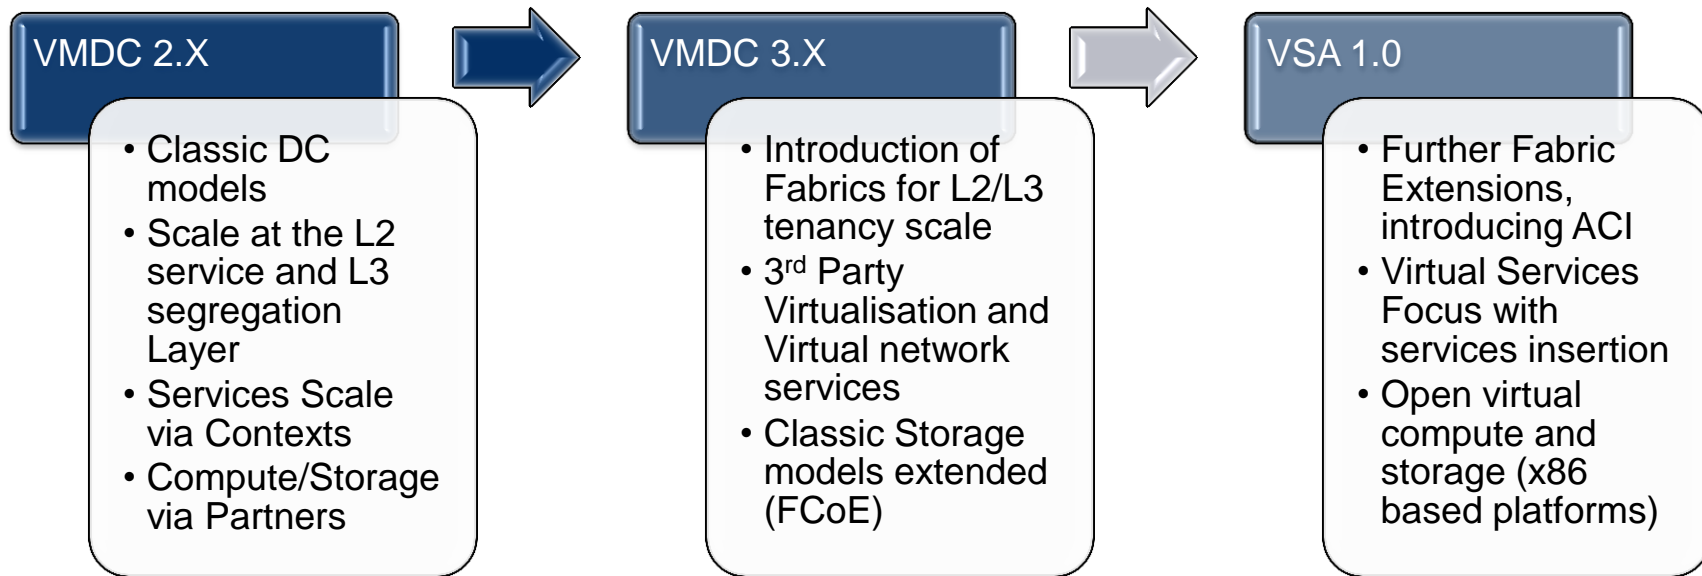 VMDC 2.X
• Classic DC
models
• Scale at the L2
service and L3
segregation
Layer
• Services Scale
via Contexts
• Compute/Storage
via Partners
VMDC 3.X
• Introduction of
Fabrics for L2/L3
tenancy scale
• 3rd Party
Virtualisation and
Virtual network
services
• Classic Storage
models extended
(FCoE)
VSA 1.0
• Further Fabric
Extensions,
introducing ACI
• Virtual Services
Focus with
services insertion
• Open virtual
compute and
storage (x86
based platforms)